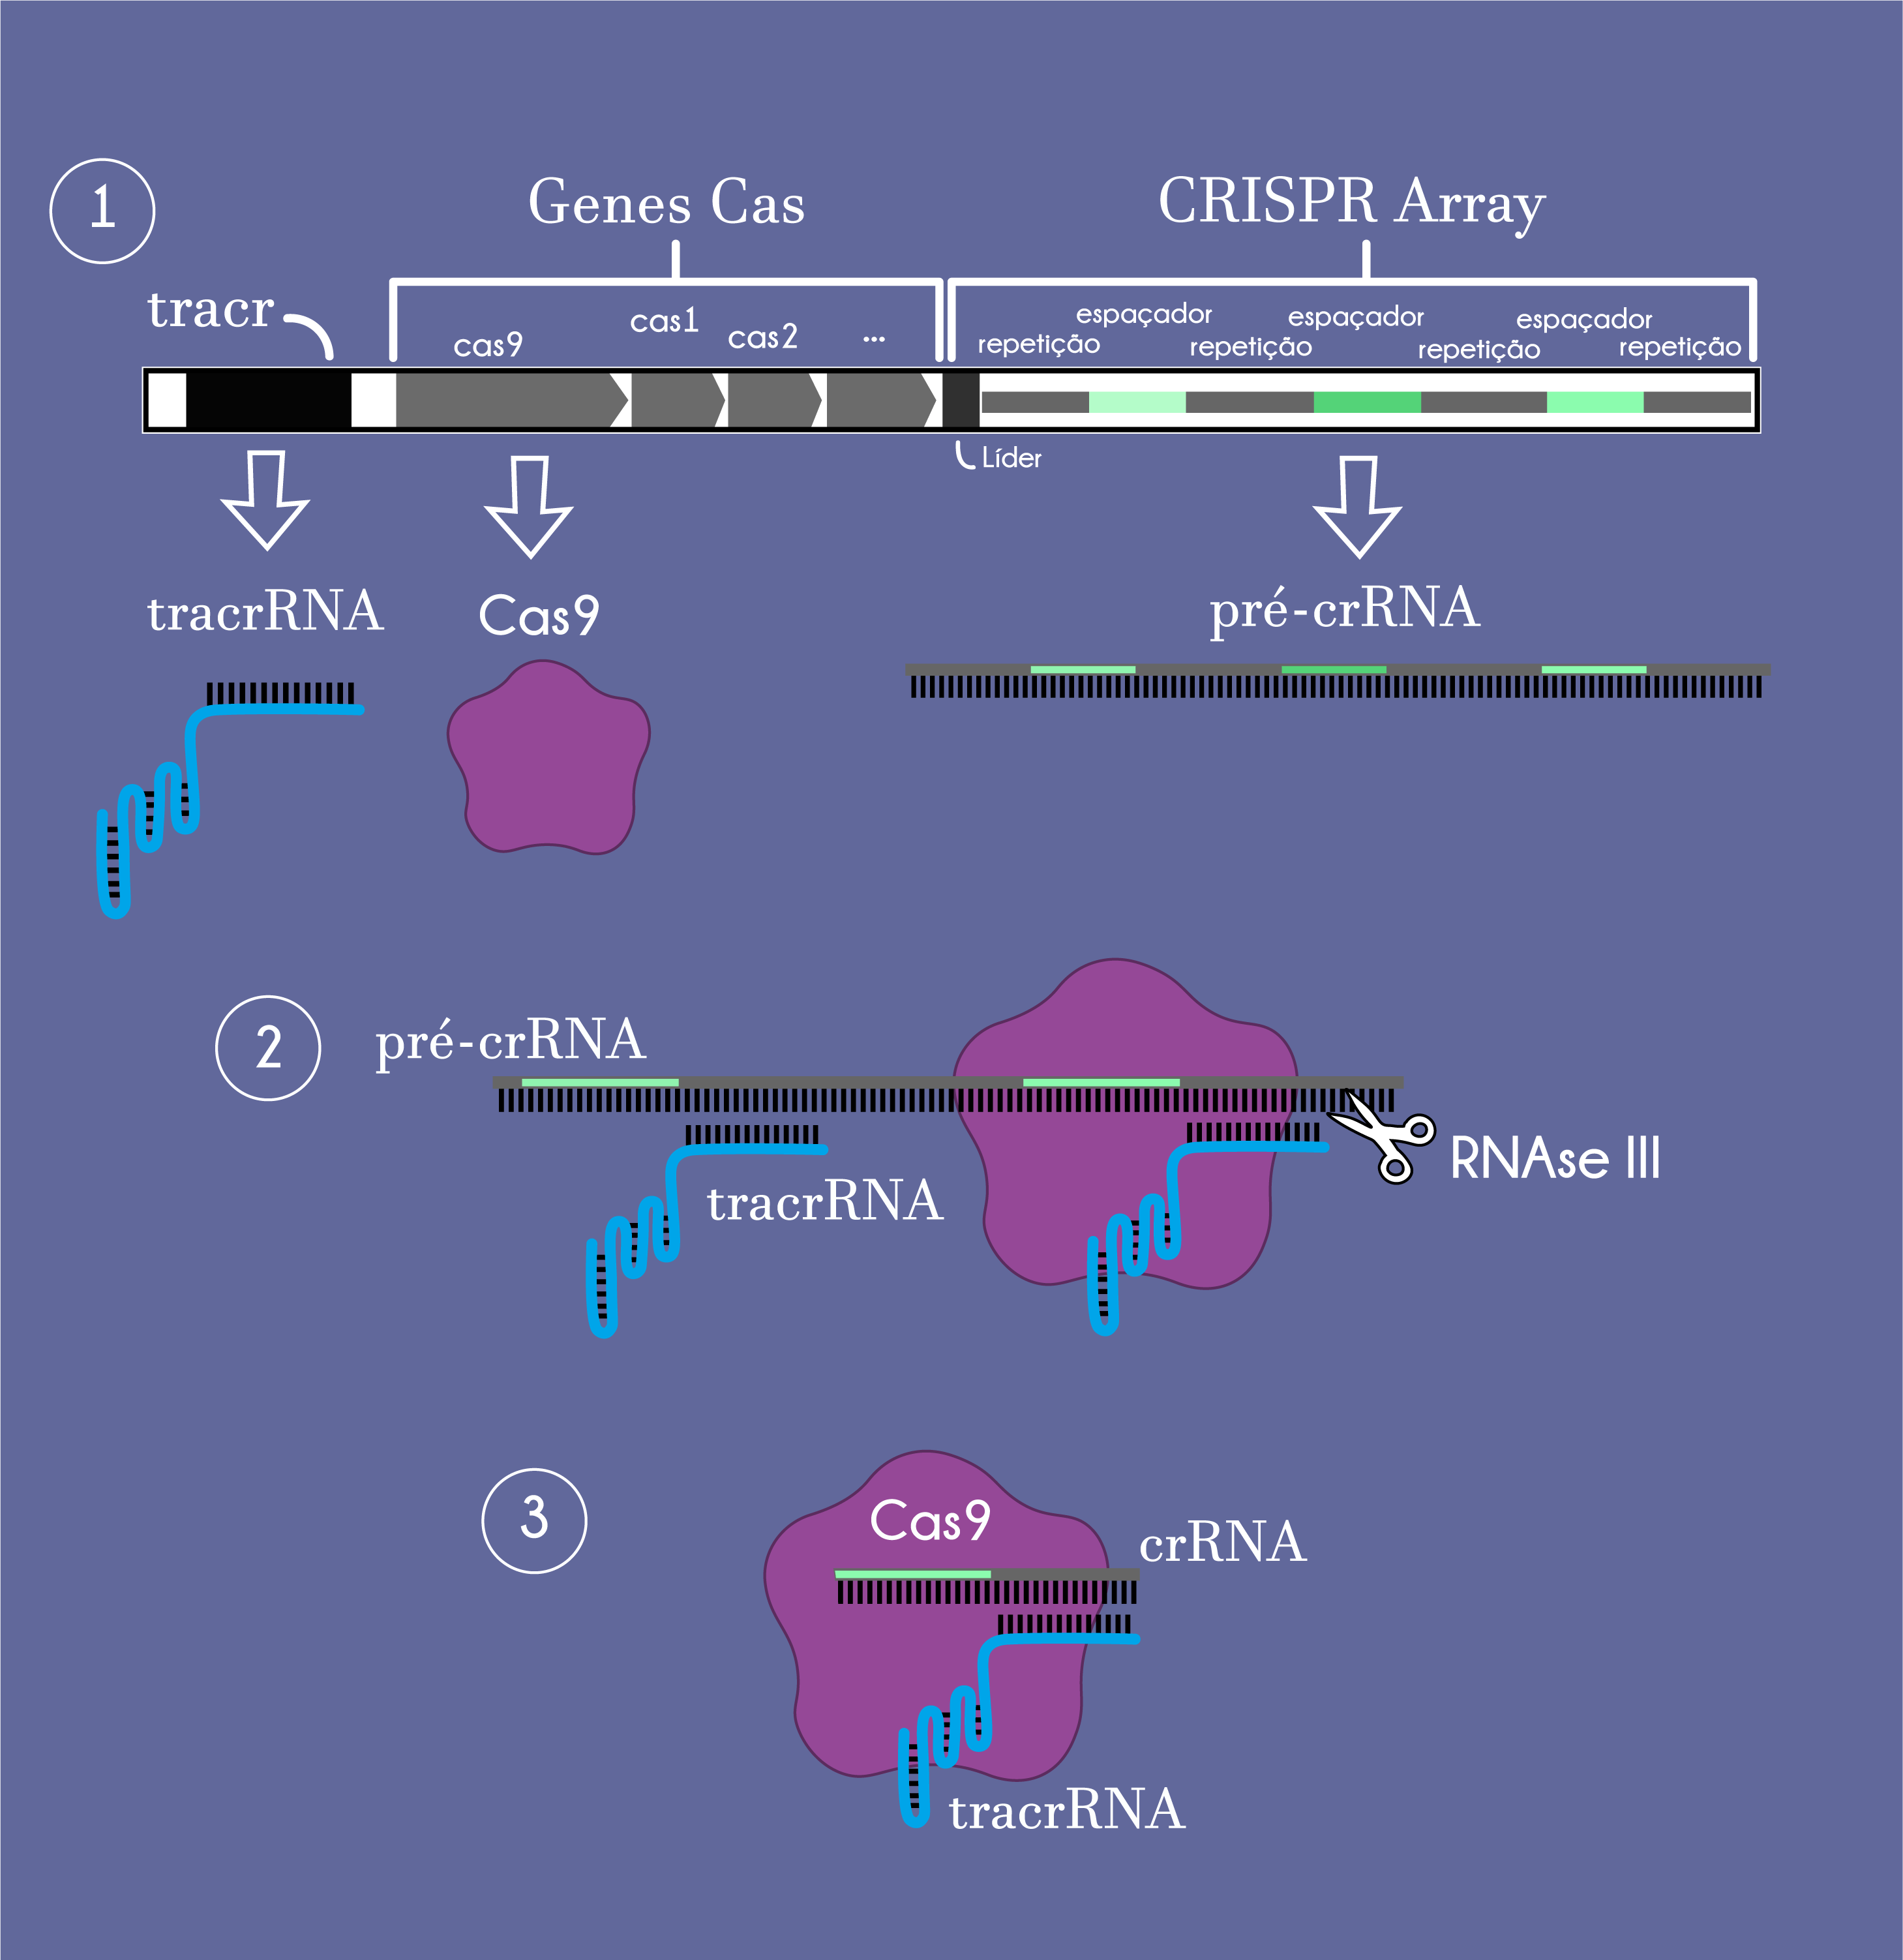 1
Genes Cas
CRISPR Array
tracr
cas9
cas1
cas2
...
repetição
espaçador
repetição
espaçador
repetição
espaçador
repetição
Líder
tracrRNA
Cas9
pré-crRNA
2
pré-crRNA
tracrRNA
RNAse III
3
Cas9
crRNA
tracrRNA